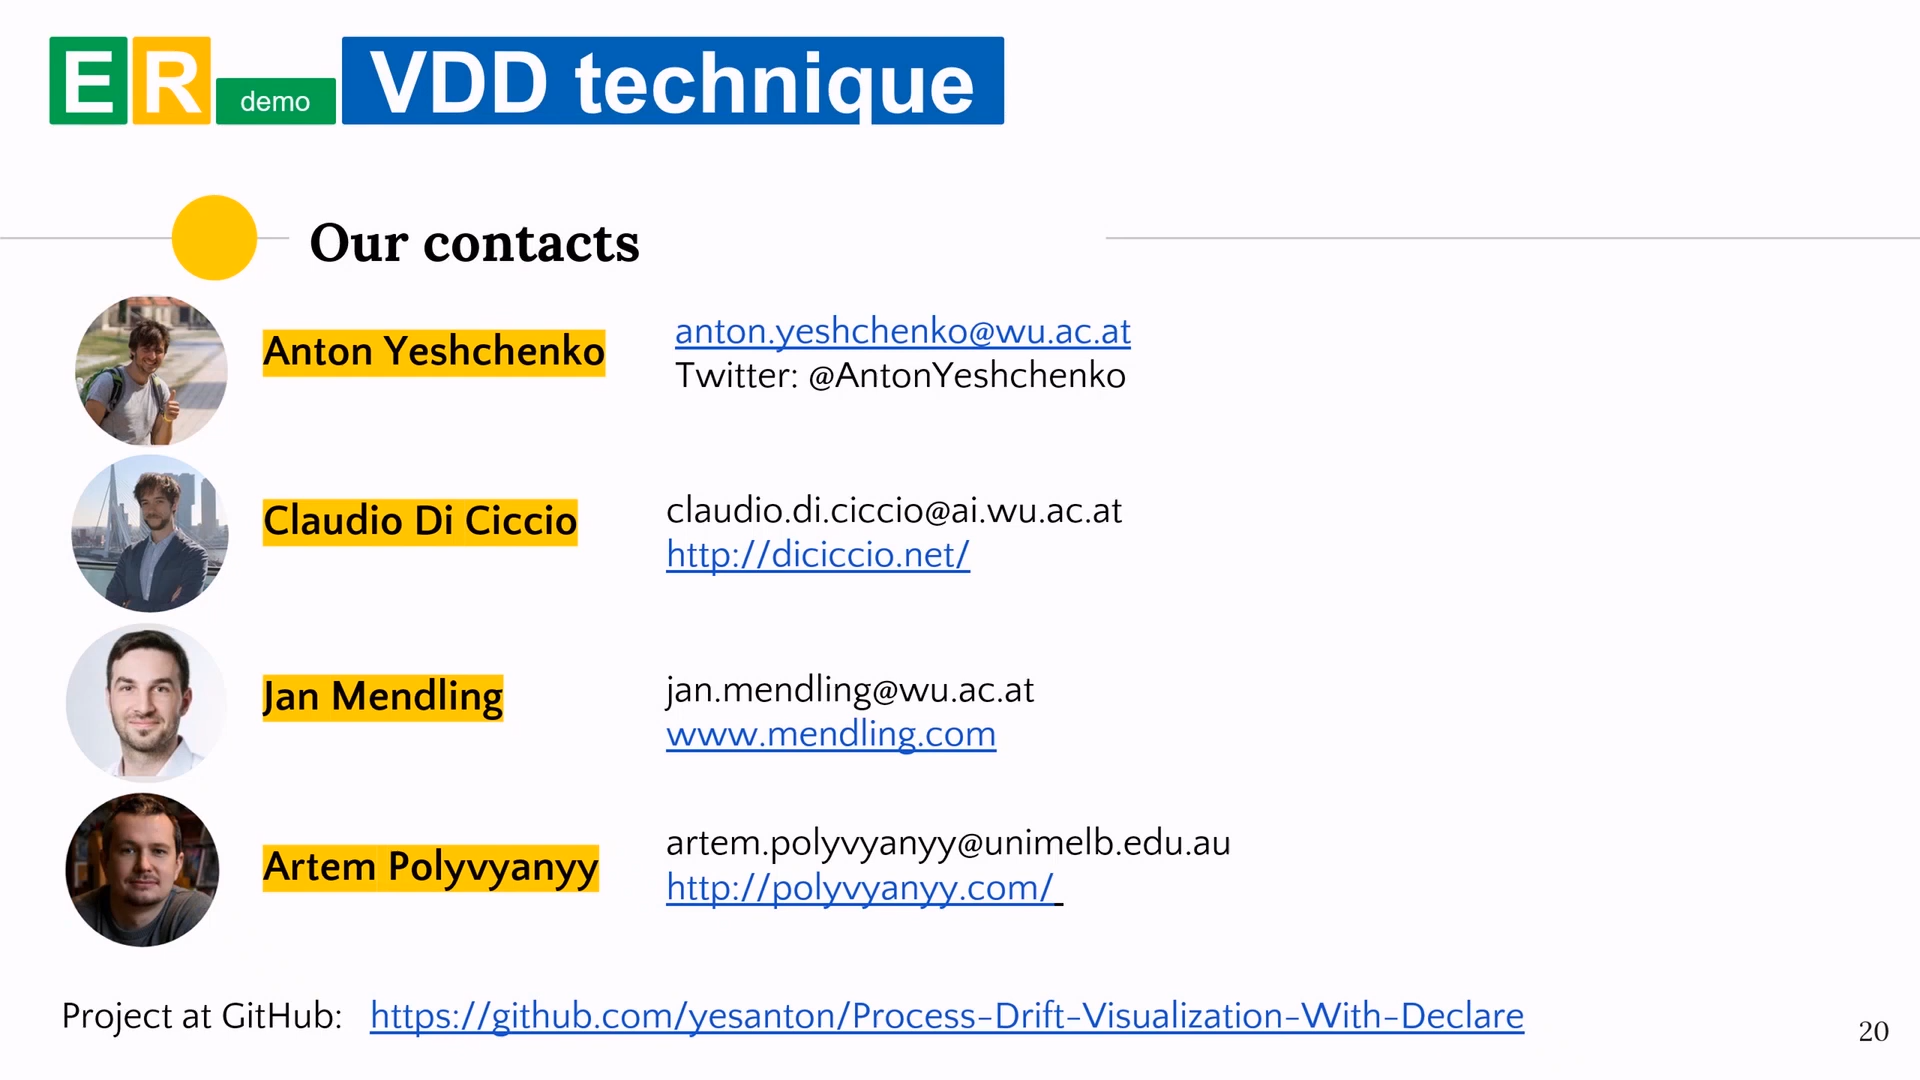 ER demo VDD technique
Our contacts
Anton Yeshchenko
anton.yeshchenko@wu.ac.at
Twitter: @AntonYeshchenko
Claudio Di Ciccio
claudio.di.ciccio@ai.wu.ac.at
http://diciccio.net/
Jan Mendling
jan.mendling@wu.ac.at
www.mendling.com
Artem Polyvyanyy
artem.polyvyanyy@unimelb.edu.au
http://polyvyanyy.com/
Project at GitHub: https://github.com/yesanton/Process-Drift-Visualization-With-Declare
20